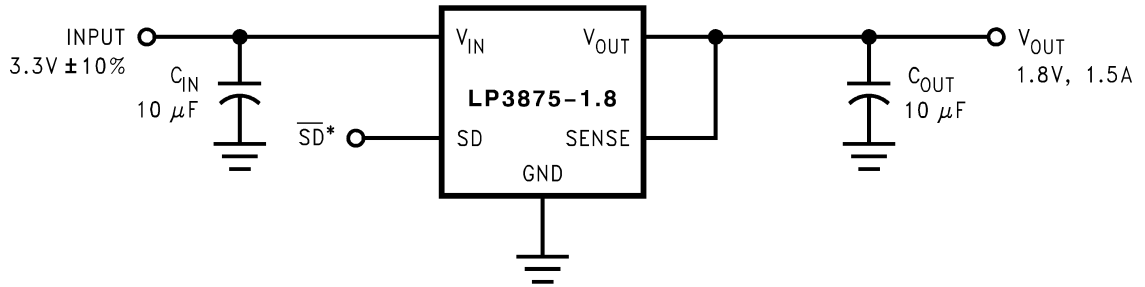 INPUT
3.3V ±10%
C_IN
10 µF
SD*
V_IN
V_OUT
LP3875-1.8
SD
SENSE
GND
C_OUT
10 µF
V_OUT
1.8V, 1.5A